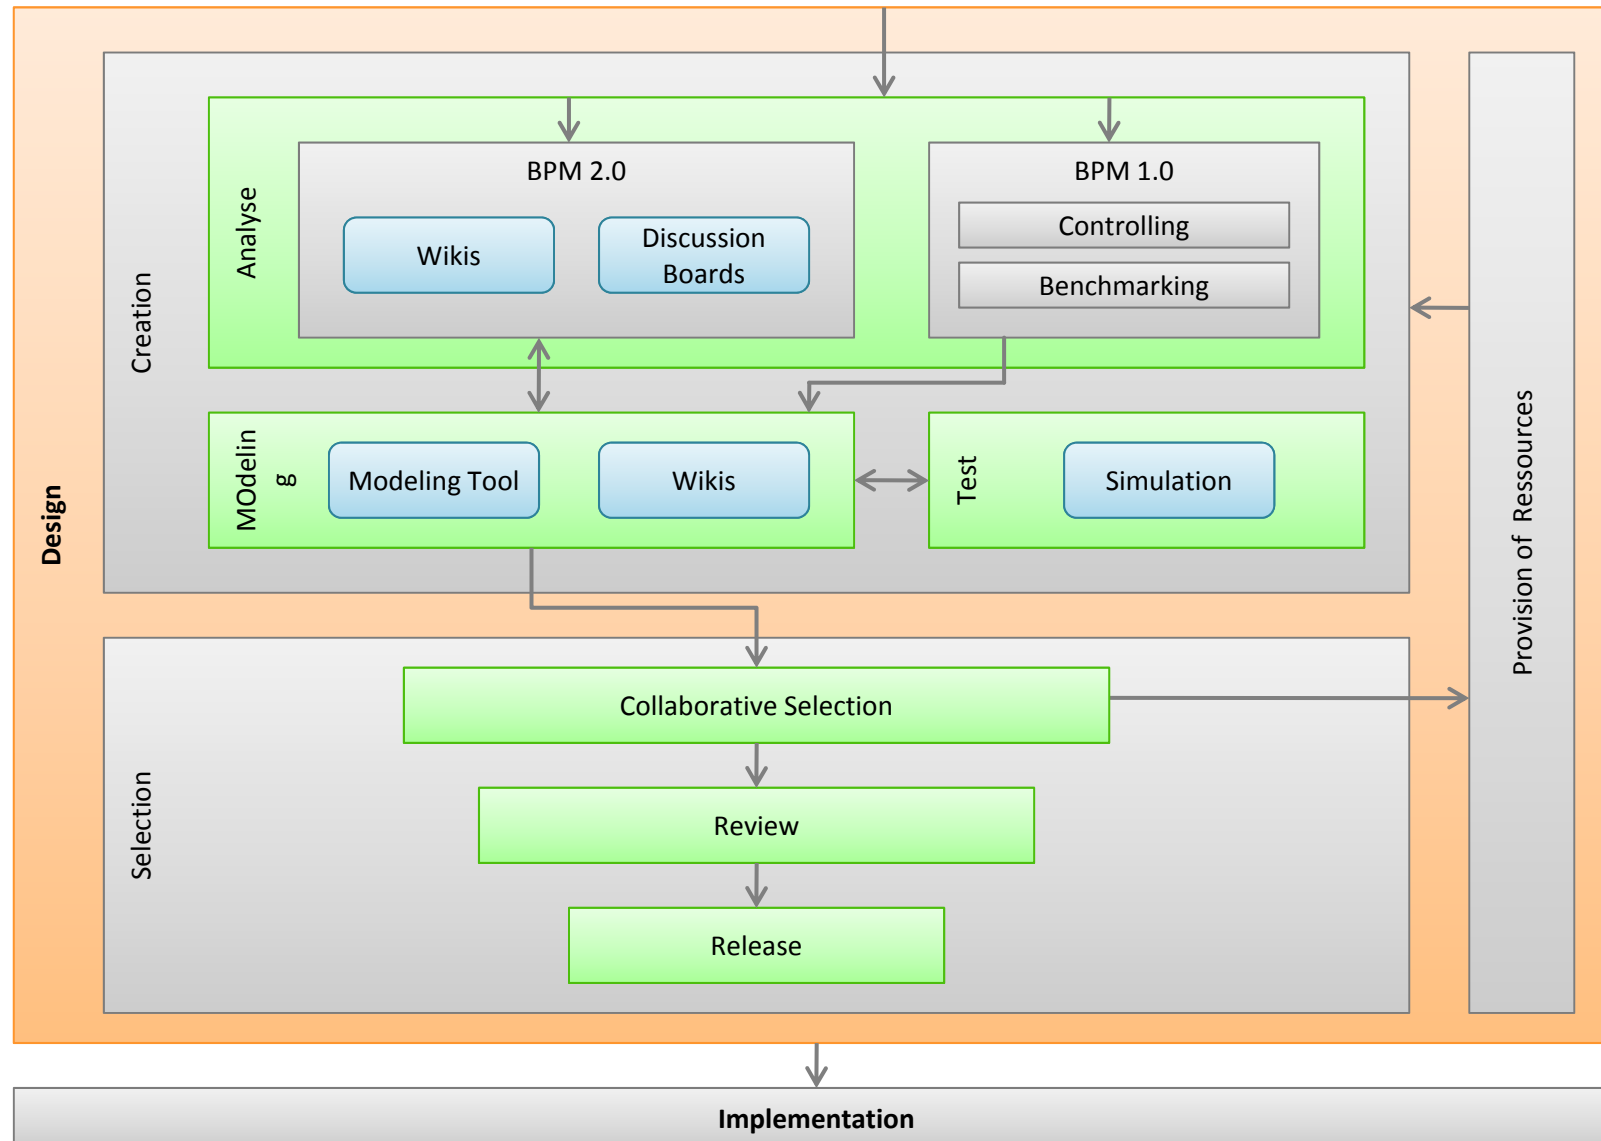 Design
Creation
Analyse
BPM 2.0
Wikis
Discussion
Boards
BPM 1.0
Controlling
Benchmarking
MOdelin
g
Modeling Tool
Wikis
Test
Simulation
Provision of Ressources
Selection
Collaborative Selection
Review
Release
Implementation